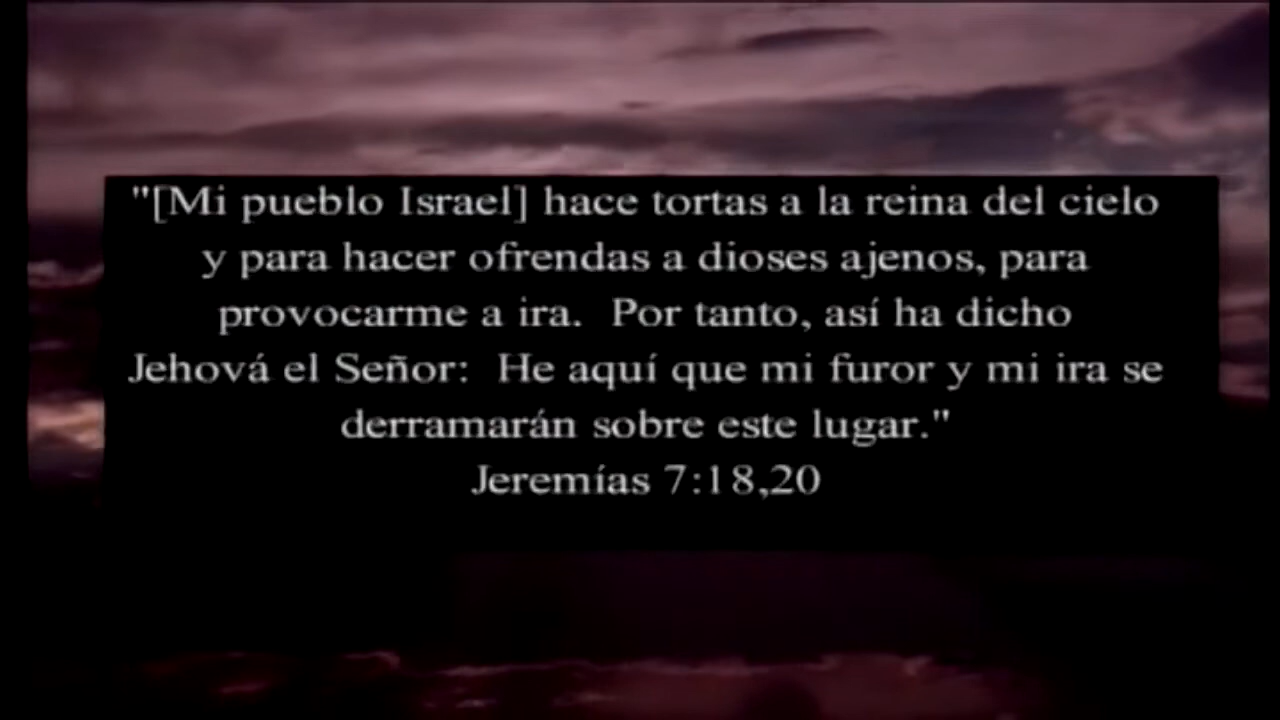 "[Mi pueblo Israel] hace tortas a la reina del cielo
y para hacer ofrendas a dioses ajenos, para
provocarme a ira.  Por tanto, así ha dicho
Jehová el Señor:  He aquí que mi furor y mi ira se
derramarán sobre este lugar."
Jeremías 7:18,20